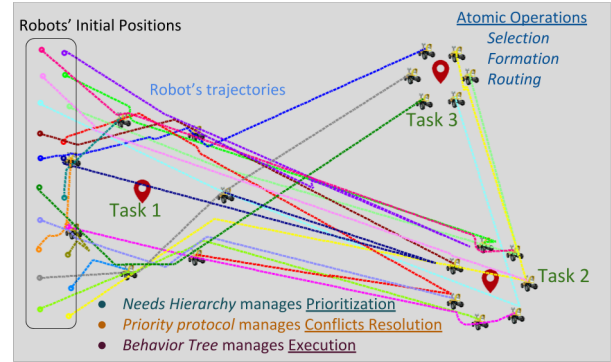 Robots' Initial Positions
Atomic Operations
Selection
Formation
Routing
Robot's trajectories
Task 3
Task 1
Task 2
Needs Hierarchy manages Prioritization
Priority protocol manages Conflicts Resolution
Behavior Tree manages Execution